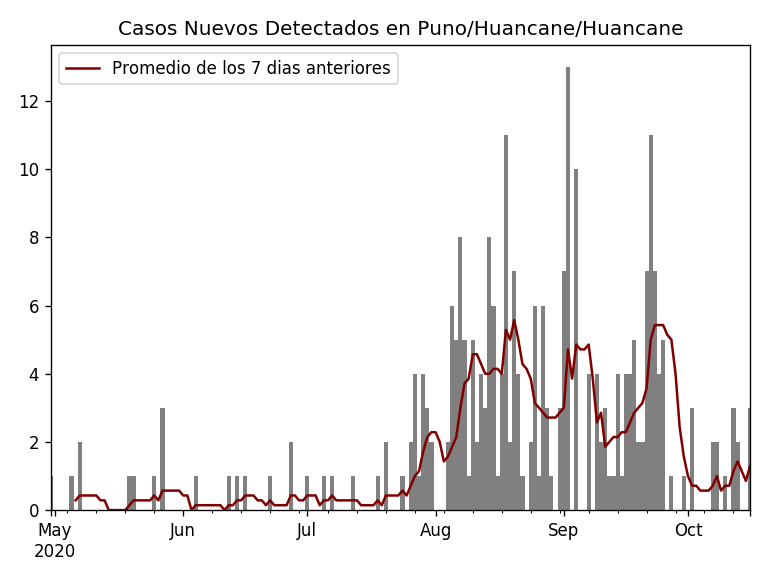 Casos Nuevos Detectados en Puno/Huancane/Huancane
Promedio de los 7 dias anteriores
12
10
8
6
4
2
0
May Jun Jul Aug Sep Oct
2020